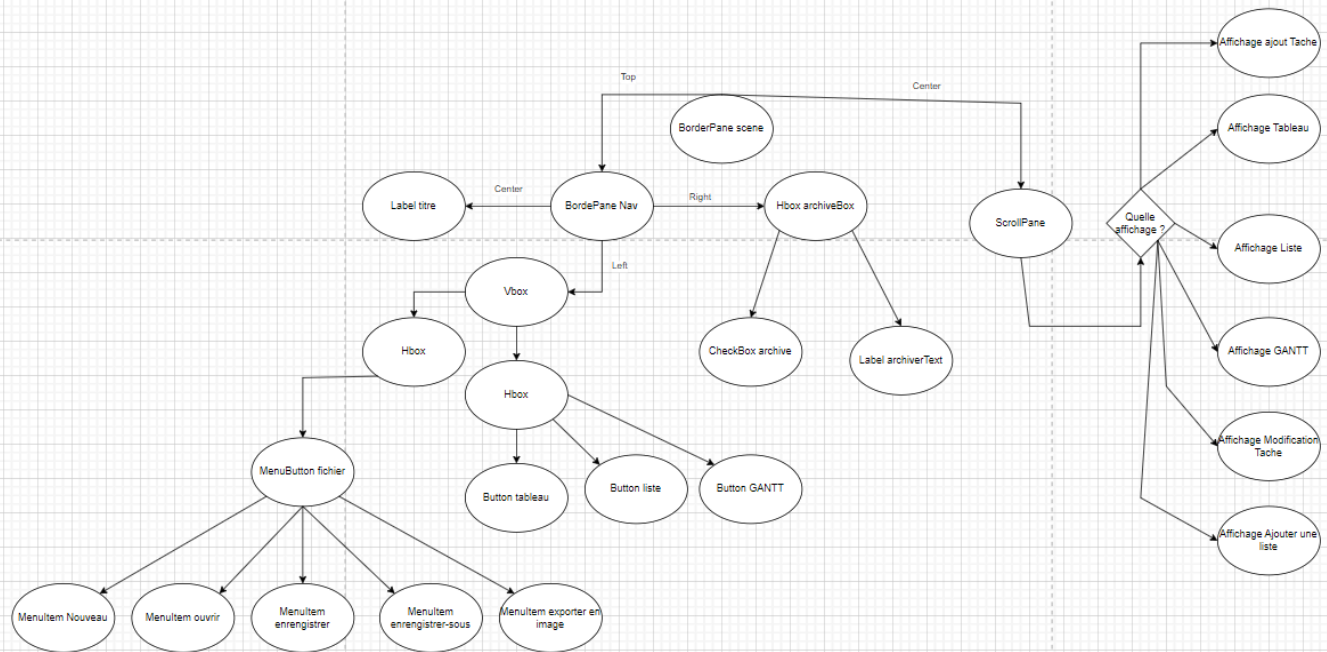 Affichage ajout Tache
Top
Center
BorderPane scene
Affichage Tableau
Label titre
Center
BordePane Nav
Right
Hbox archiveBox
ScrollPane
Quelle
affichage ?
Affichage Liste
Left
Vbox
Hbox
CheckBox archive
Label archiverText
Affichage GANTT
Hbox
Affichage Modification
Tache
MenuButton fichier
Button tableau
Button liste
Button GANTT
Affichage Ajouter une
liste
MenuItem Nouveau
MenuItem ouvrir
MenuItem
enrengistrer
MenuItem
enrengistrer-sous
MenuItem exporter en
image